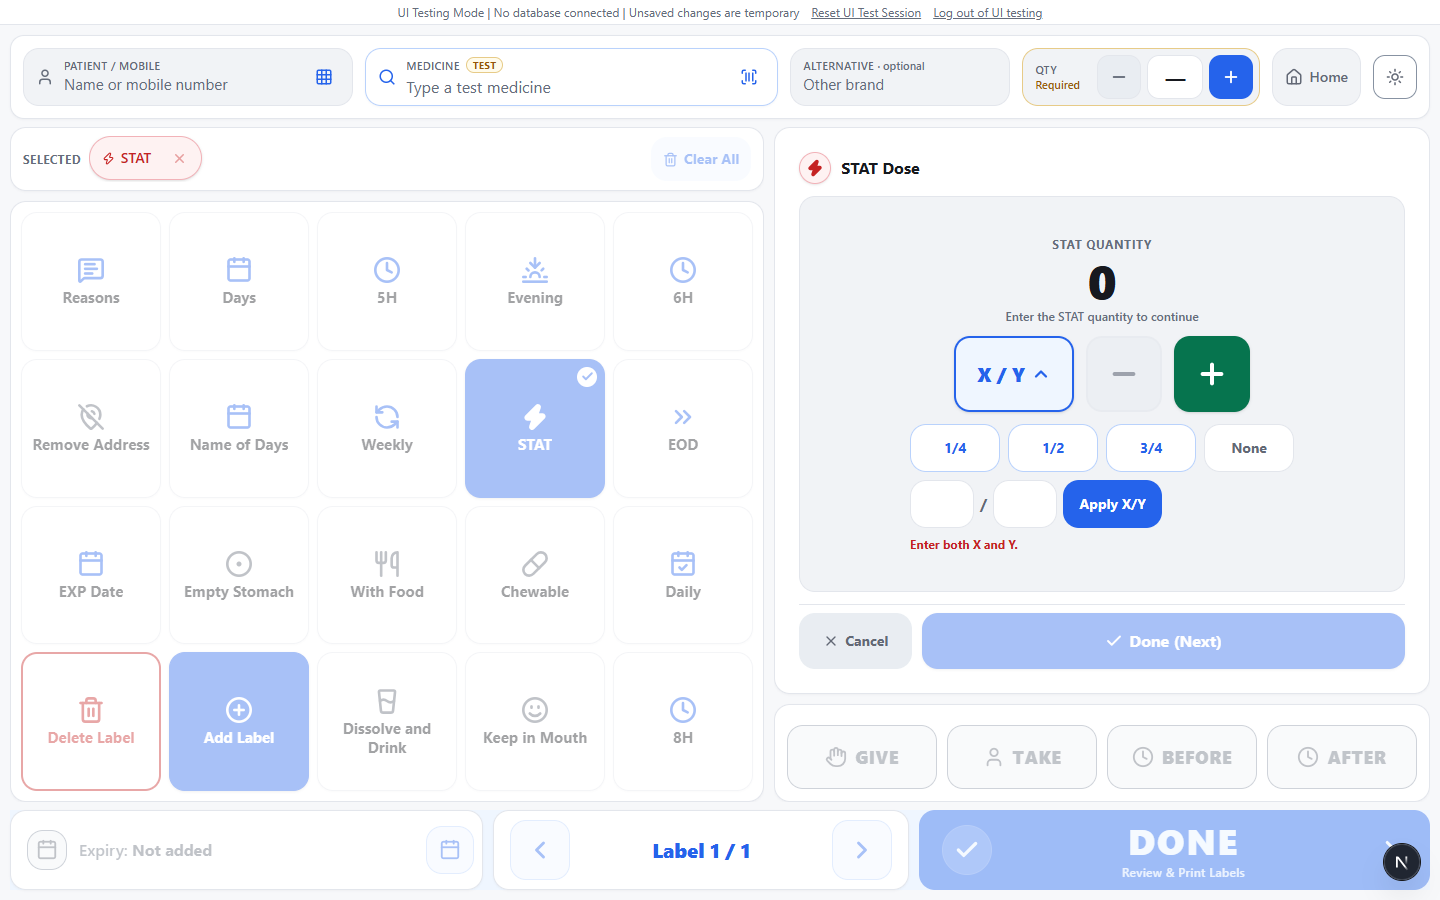 UI Testing Mode | No database connected | Unsaved changes are temporary Reset UI Test Session Log out of UI testing
PATIENT / MOBILE
Name or mobile number
MEDICINE TEST
Type a test medicine
ALTERNATIVE · optional
Other brand
QTY
Required
—
Home
SELECTED STAT
Clear All
Reasons
Days
5H
Evening
6H
Remove Address
Name of Days
Weekly
STAT
EOD
EXP Date
Empty Stomach
With Food
Chewable
Daily
Delete Label
Add Label
Dissolve and
Drink
Keep in Mouth
8H
STAT Dose
STAT QUANTITY
0
Enter the STAT quantity to continue
X / Y
1/4 1/2 3/4 None
/ Apply X/Y
Enter both X and Y.
Cancel
Done (Next)
GIVE TAKE BEFORE AFTER
Expiry: Not added
Label 1 / 1
DONE
Review & Print Labels
N